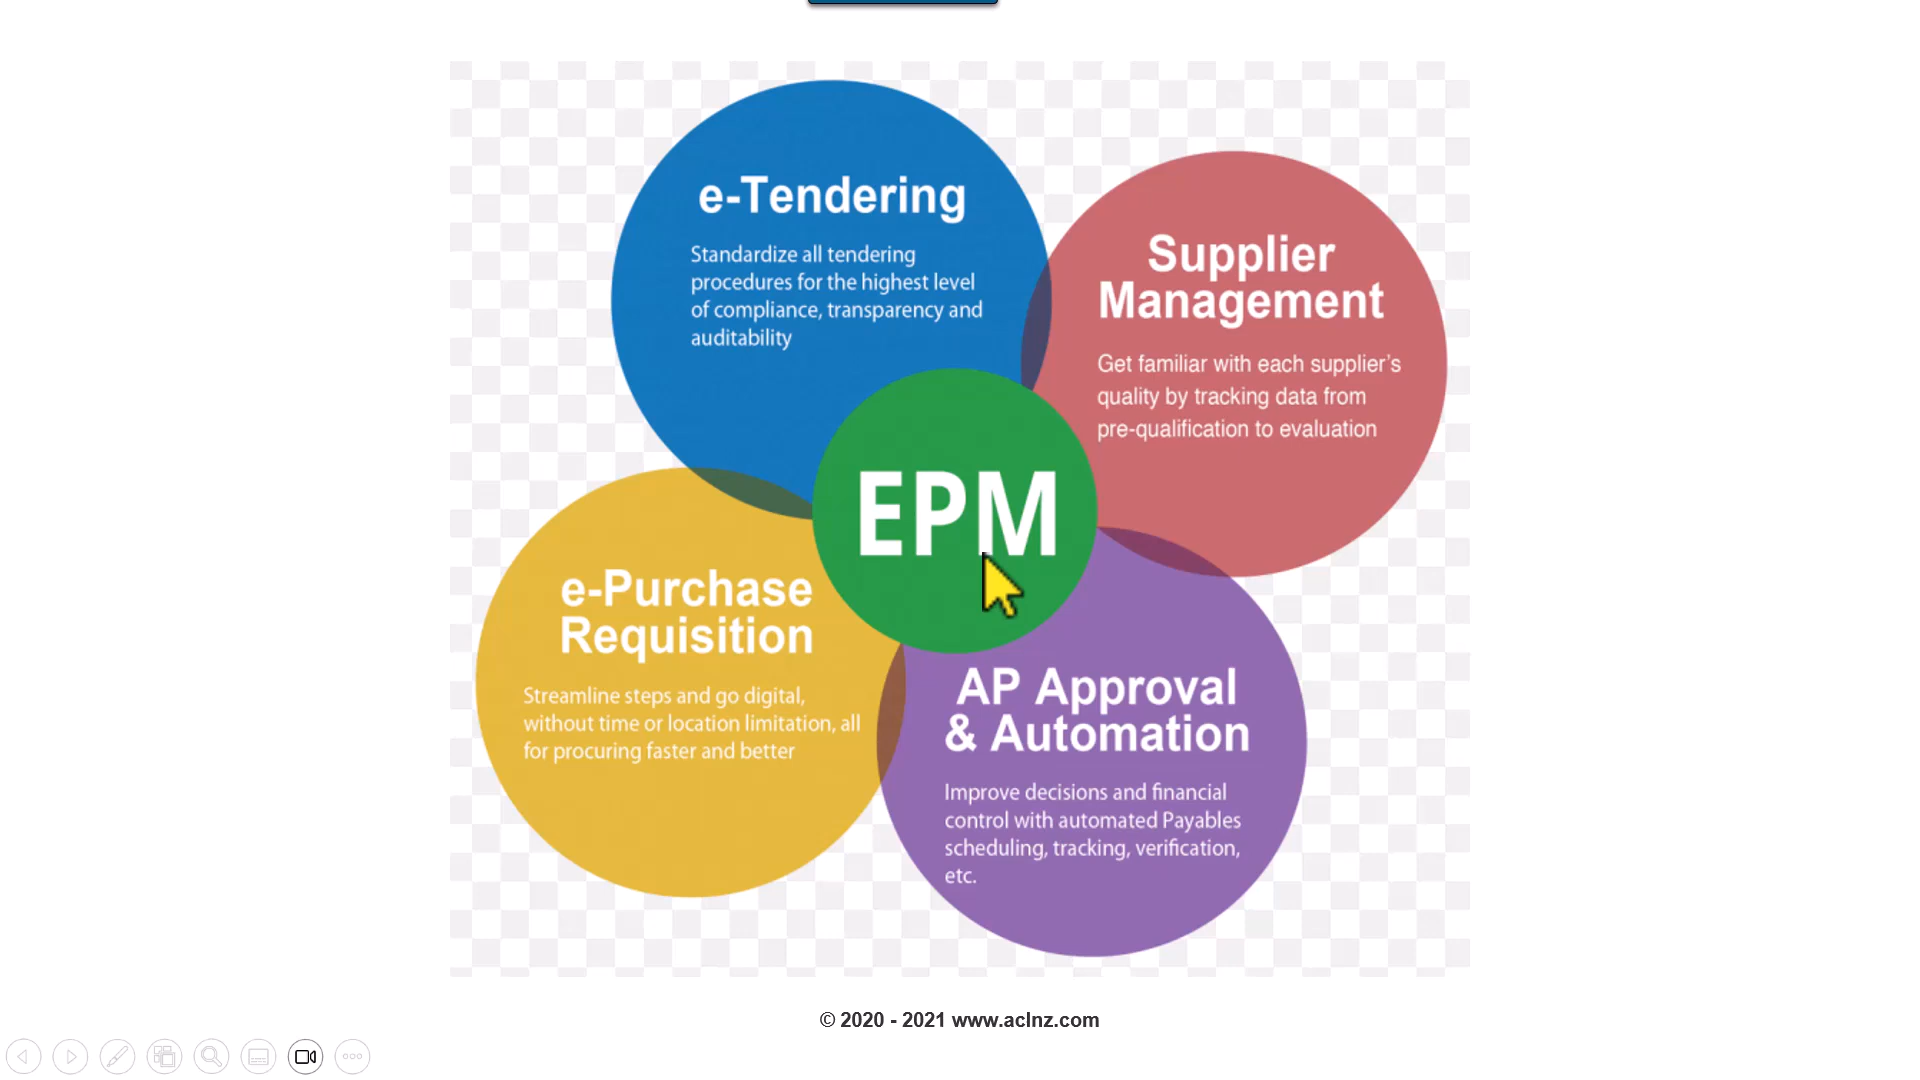 e-Tendering
Standardize all tendering
procedures for the highest level
of compliance, transparency and
auditability
Supplier
Management
Get familiar with each supplier’s
quality by tracking data from
pre-qualification to evaluation
EPM
e-Purchase
Requisition
Streamline steps and go digital,
without time or location limitation, all
for procuring faster and better
AP Approval
& Automation
Improve decisions and financial
control with automated Payables
scheduling, tracking, verification,
etc.
© 2020 - 2021 www.aclnz.com